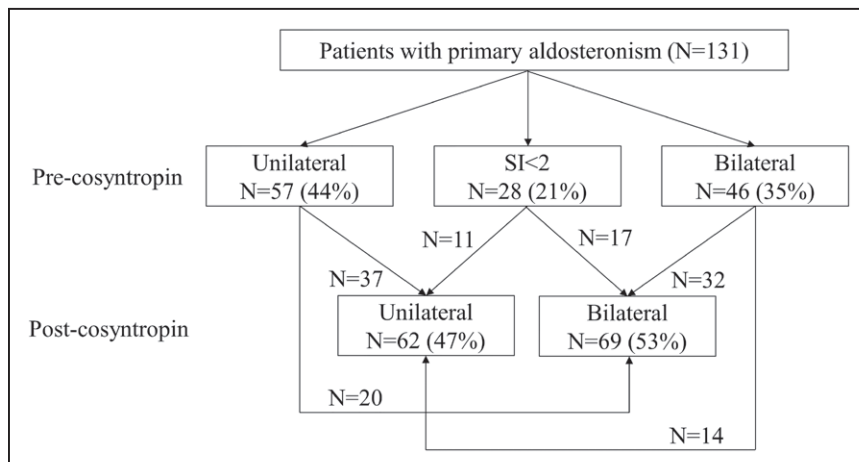 Patients with primary aldosteronism (N=131)
Pre-cosyntropin
Unilateral
N=57 (44%)
SI<2
N=28 (21%)
Bilateral
N=46 (35%)
N=11
N=17
N=37
N=32
Post-cosyntropin
Unilateral
N=62 (47%)
Bilateral
N=69 (53%)
N=20
N=14